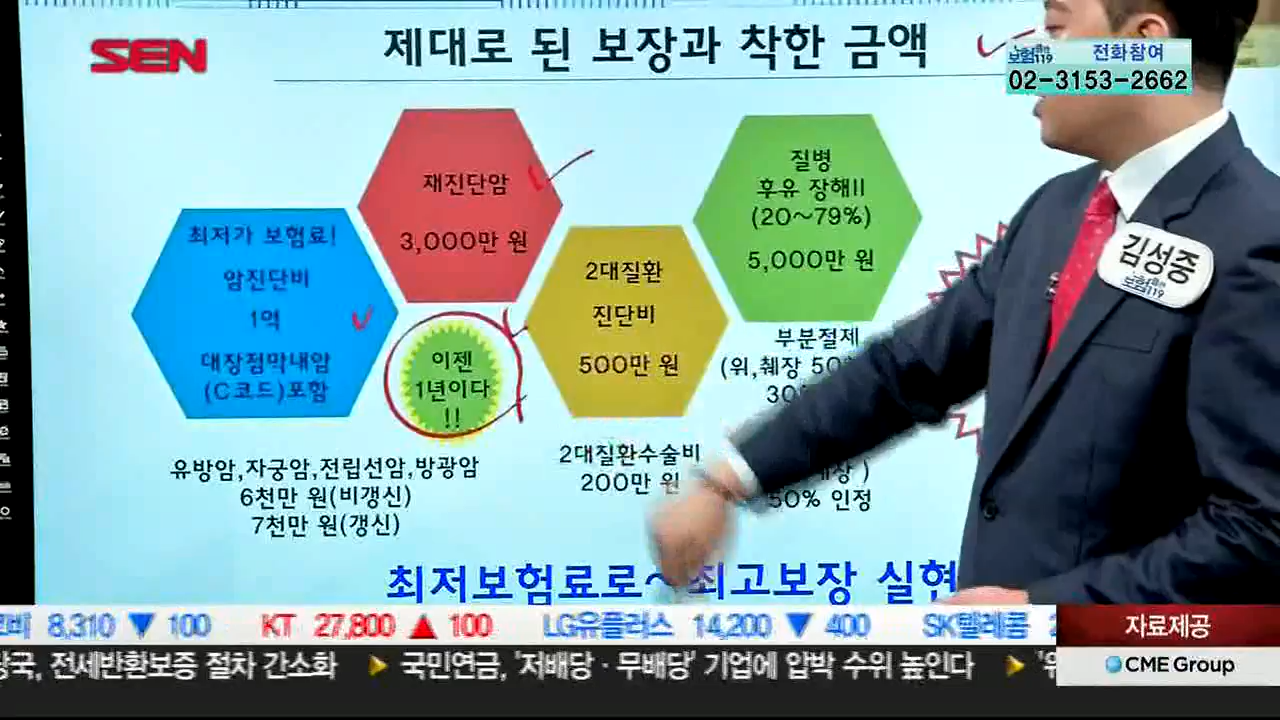 SEN
제대로 된 보장과 착한 금액
보험119
전화참여
02-3153-2662
재진단암
3,000만 원
질병
후유 장해II
(20~79%)
5,000만 원
최저가 보험료!
암진단비
1억
대장점막내암
(C코드)포함
이젠
1년이다
!!
2대질환
진단비
500만 원
김성증
보험119
부분절제
(위,췌장
유방암,자궁암,전립선암,방광암
6천만 원(비갱신)
7천만 원(갱신)
2대질환수술비
200만 원
50% 인정
최저보험료로~ 최고보장 실현
8,310 ▼ 100 KT 27,800 ▲ 100 LG유플러스 14,200 ▼ 400 SK텔레콤
자료제공
전세반환보증 절차 간소화 ▶ 국민연금, '저배당·무배당' 기업에 압박 수위 높인다 ▶
CME Group